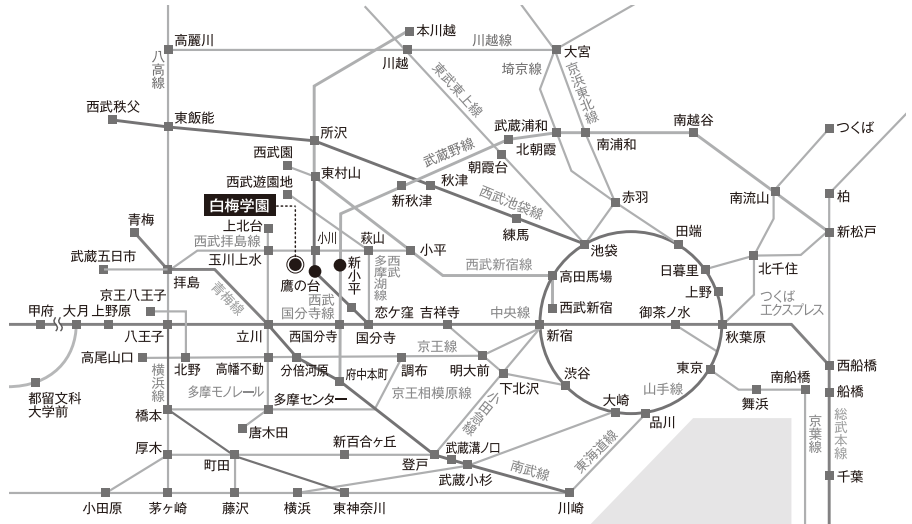 本川越
高麗川
川越線
大宮
川越
八高線
埼京線
京浜東北線
東武東上線
西武秩父
東飯能
所沢
武蔵浦和
南越谷
つくば
北朝霞
南浦和
武蔵野線
西武園
朝霞台
東村山
秋津
西武遊園地
新秋津
西武池袋線
赤羽
南流山
柏
白梅学園
青梅
上北台
小川
萩山
練馬
池袋
田端
新松戸
西武拝島線
小平
武蔵五日市
玉川上水
新小平
西武多摩湖線
西武新宿線
高田馬場
日暮里
北千住
拝島
鷹の台
京王八王子
青梅線
西武国分寺線
上野
つくばエクスプレス
甲府
大月
上野原
恋ケ窪
吉祥寺
中央線
西武新宿
御茶ノ水
八王子
立川
西国分寺
国分寺
新宿
秋葉原
京王線
高尾山口
北野
高幡不動
分倍河原
府中本町
調布
明大前
東京
西船橋
横浜線
下北沢
渋谷
南船橋
都留文科大学前
多摩モノレール
京王相模原線
山手線
舞浜
船橋
多摩センター
小田急線
大崎
橋本
品川
京葉線
総武本線
唐木田
厚木
新百合ヶ丘
武蔵溝ノ口
町田
登戸
東海道線
南武線
武蔵小杉
千葉
小田原
茅ヶ崎
藤沢
横浜
東神奈川
川崎